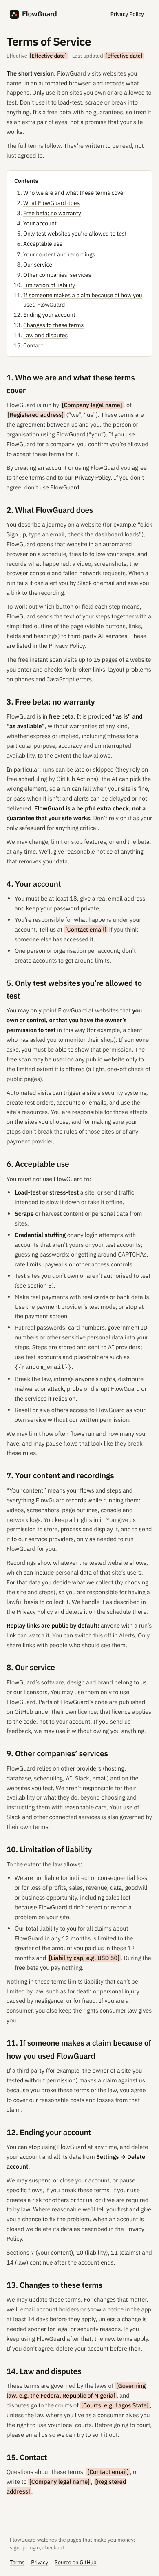 FlowGuard
Privacy Policy
Terms of Service
Effective [Effective date] · Last updated [Effective date]
The short version. FlowGuard visits websites you
name, in an automated browser, and records what
happens. Only use it on sites you own or are allowed to
test. Don't use it to load-test, scrape or break into
anything. It's a free beta with no guarantees, so treat it
as an extra pair of eyes, not a promise that your site
works.
The full terms follow. They're written to be read, not
just agreed to.
Contents
1. Who we are and what these terms cover
2. What FlowGuard does
3. Free beta: no warranty
4. Your account
5. Only test websites you're allowed to test
6. Acceptable use
7. Your content and recordings
8. Our service
9. Other companies' services
10. Limitation of liability
11. If someone makes a claim because of how you
used FlowGuard
12. Ending your account
13. Changes to these terms
14. Law and disputes
15. Contact
1. Who we are and what these terms
cover
FlowGuard is run by [Company legal name], of
[Registered address] ("we", "us"). These terms are
the agreement between us and you, the person or
organisation using FlowGuard ("you"). If you use
FlowGuard for a company, you confirm you're allowed
to accept these terms for it.
By creating an account or using FlowGuard you agree
to these terms and to our Privacy Policy. If you don't
agree, don't use FlowGuard.
2. What FlowGuard does
You describe a journey on a website (for example "click
Sign up, type an email, check the dashboard loads").
FlowGuard opens that website in an automated
browser on a schedule, tries to follow your steps, and
records what happened: a video, screenshots, the
browser console and failed network requests. When a
run fails it can alert you by Slack or email and give you
a link to the recording.
To work out which button or field each step means,
FlowGuard sends the text of your steps together with a
simplified outline of the page (visible buttons, links,
fields and headings) to third-party AI services. These
are listed in the Privacy Policy.
The free instant scan visits up to 15 pages of a website
you enter and checks for broken links, layout problems
on phones and JavaScript errors.
3. Free beta: no warranty
FlowGuard is in free beta. It is provided "as is" and
"as available", without warranties of any kind,
whether express or implied, including fitness for a
particular purpose, accuracy and uninterrupted
availability, to the extent the law allows.
In particular: runs can be late or skipped (they rely on
free scheduling by GitHub Actions); the AI can pick the
wrong element, so a run can fail when your site is fine,
or pass when it isn't; and alerts can be delayed or not
delivered. FlowGuard is a helpful extra check, not a
guarantee that your site works. Don't rely on it as your
only safeguard for anything critical.
We may change, limit or stop features, or end the beta,
at any time. We'll give reasonable notice of anything
that removes your data.
4. Your account
• You must be at least 18, give a real email address,
and keep your password private.
• You're responsible for what happens under your
account. Tell us at [Contact email] if you think
someone else has accessed it.
• One person or organisation per account; don't
create accounts to get around limits.
5. Only test websites you're allowed to
test
You may only point FlowGuard at websites that you
own or control, or that you have the owner's
permission to test in this way (for example, a client
who has asked you to monitor their shop). If someone
asks, you must be able to show that permission. The
free scan may be used on any public website only to
the limited extent it is offered (a light, one-off check of
public pages).
Automated visits can trigger a site's security systems,
create test orders, accounts or emails, and use the
site's resources. You are responsible for those effects
on the sites you choose, and for making sure your
steps don't break the rules of those sites or of any
payment provider.
6. Acceptable use
You must not use FlowGuard to:
• Load-test or stress-test a site, or send traffic
intended to slow it down or take it offline.
• Scrape or harvest content or personal data from
sites.
• Credential stuffing or any login attempts with
accounts that aren't yours or your own test accounts;
guessing passwords; or getting around CAPTCHAs,
rate limits, paywalls or other access controls.
• Test sites you don't own or aren't authorised to test
(see section 5).
• Make real payments with real cards or bank details.
Use the payment provider's test mode, or stop at
the payment screen.
• Put real passwords, card numbers, government ID
numbers or other sensitive personal data into your
steps. Steps are stored and sent to AI providers;
use test accounts and placeholders such as
{{random_email}}.
• Break the law, infringe anyone's rights, distribute
malware, or attack, probe or disrupt FlowGuard or
the services it relies on.
• Resell or give others access to FlowGuard as your
own service without our written permission.
We may limit how often flows run and how many you
have, and may pause flows that look like they break
these rules.
7. Your content and recordings
"Your content" means your flows and steps and
everything FlowGuard records while running them:
videos, screenshots, page outlines, console and
network logs. You keep all rights in it. You give us
permission to store, process and display it, and to send
it to our service providers, only as needed to run
FlowGuard for you.
Recordings show whatever the tested website shows,
which can include personal data of that site's users.
For that data you decide what we collect (by choosing
the site and steps), so you are responsible for having a
lawful basis to collect it. We handle it as described in
the Privacy Policy and delete it on the schedule there.
Replay links are public by default: anyone with a run's
link can watch it. You can switch this off in Alerts. Only
share links with people who should see them.
8. Our service
FlowGuard's software, design and brand belong to us
or our licensors. You may use them only to use
FlowGuard. Parts of FlowGuard's code are published
on GitHub under their own licence; that licence applies
to the code, not to your account. If you send us
feedback, we may use it without owing you anything.
9. Other companies' services
FlowGuard relies on other providers (hosting,
database, scheduling, AI, Slack, email) and on the
websites you test. We aren't responsible for their
availability or what they do, beyond choosing and
instructing them with reasonable care. Your use of
Slack and other connected services is also governed by
their own terms.
10. Limitation of liability
To the extent the law allows:
• We are not liable for indirect or consequential loss,
or for loss of profits, sales, revenue, data, goodwill
or business opportunity, including sales lost
because FlowGuard didn't detect or report a
problem on your site.
• Our total liability to you for all claims about
FlowGuard in any 12 months is limited to the
greater of the amount you paid us in those 12
months and [Liability cap, e.g. USD 50]. During the
free beta you pay nothing.
Nothing in these terms limits liability that can't be
limited by law, such as for death or personal injury
caused by negligence, or for fraud. If you are a
consumer, you also keep the rights consumer law gives
you.
11. If someone makes a claim because of
how you used FlowGuard
If a third party (for example, the owner of a site you
tested without permission) makes a claim against us
because you broke these terms or the law, you agree
to cover our reasonable costs and losses from that
claim.
12. Ending your account
You can stop using FlowGuard at any time, and delete
your account and all its data from Settings → Delete
account.
We may suspend or close your account, or pause
specific flows, if you break these terms, if your use
creates a risk for others or for us, or if we are required
to by law. Where reasonable we'll tell you first and give
you a chance to fix the problem. When an account is
closed we delete its data as described in the Privacy
Policy.
Sections 7 (your content), 10 (liability), 11 (claims) and
14 (law) continue after the account ends.
13. Changes to these terms
We may update these terms. For changes that matter,
we'll email account holders or show a notice in the app
at least 14 days before they apply, unless a change is
needed sooner for legal or security reasons. If you
keep using FlowGuard after that, the new terms apply.
If you don't agree, delete your account before then.
14. Law and disputes
These terms are governed by the laws of [Governing
law, e.g. the Federal Republic of Nigeria], and
disputes go to the courts of [Courts, e.g. Lagos State],
unless the law where you live as a consumer gives you
the right to use your local courts. Before going to court,
please email us so we can try to sort it out.
15. Contact
Questions about these terms: [Contact email], or
write to [Company legal name], [Registered
address].
FlowGuard watches the pages that make you money:
signup, login, checkout.
Terms Privacy Source on GitHub